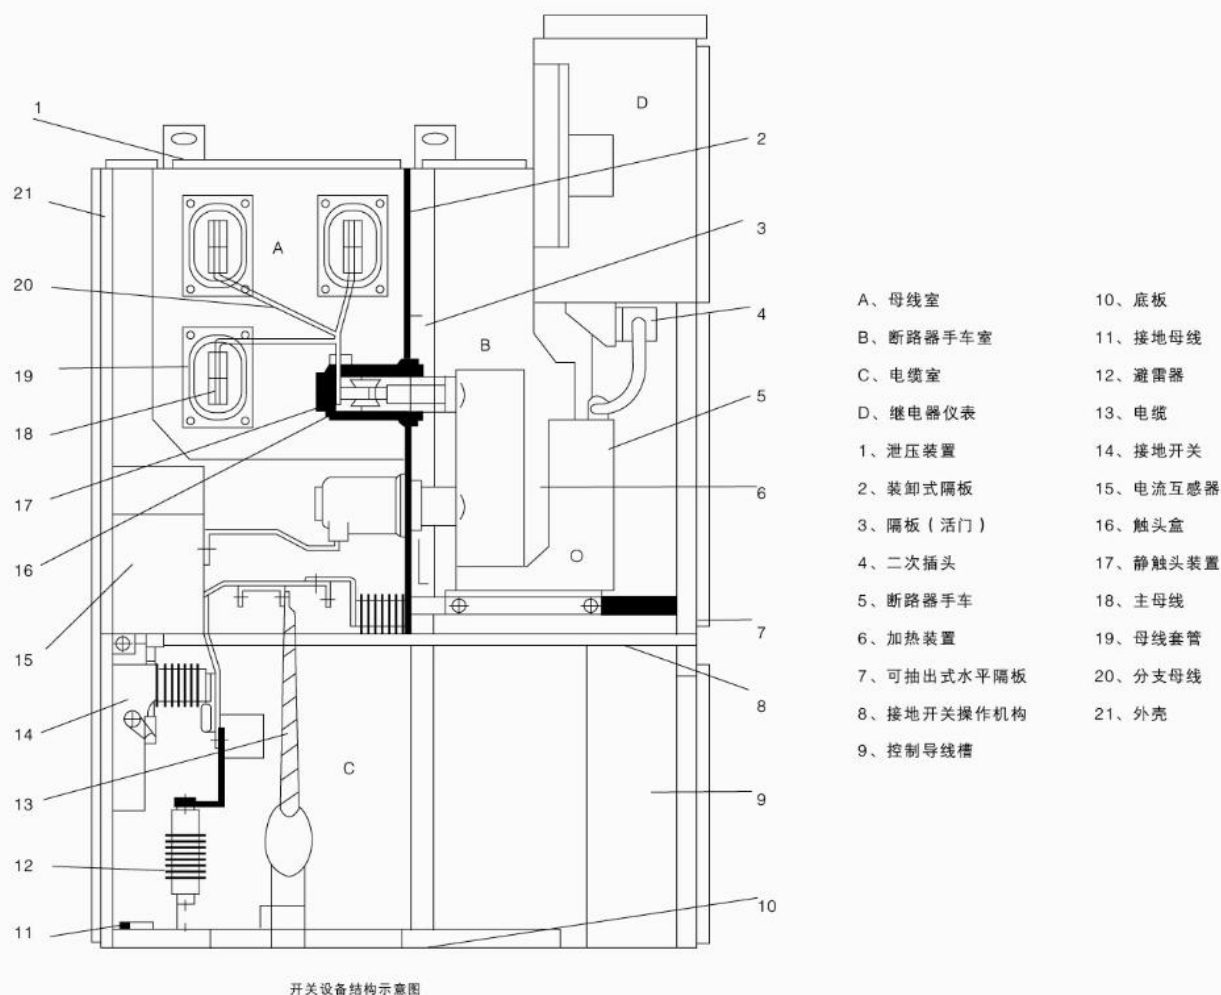 1
21
20
19
18
17
16
15
14
13
12
11
A
B
C
D
2
3
4
5
6
7
8
9
10
A、母线室
B、断路器手车室
C、电缆室
D、继电器仪表
1、泄压装置
2、装卸式隔板
3、隔板（活门）
4、二次插头
5、断路器手车
6、加热装置
7、可抽出式水平隔板
8、接地开关操作机构
9、控制导线槽
10、底板
11、接地母线
12、避雷器
13、电缆
14、接地开关
15、电流互感器
16、触头盒
17、静触头装置
18、主母线
19、母线套管
20、分支母线
21、外壳
开关设备结构示意图